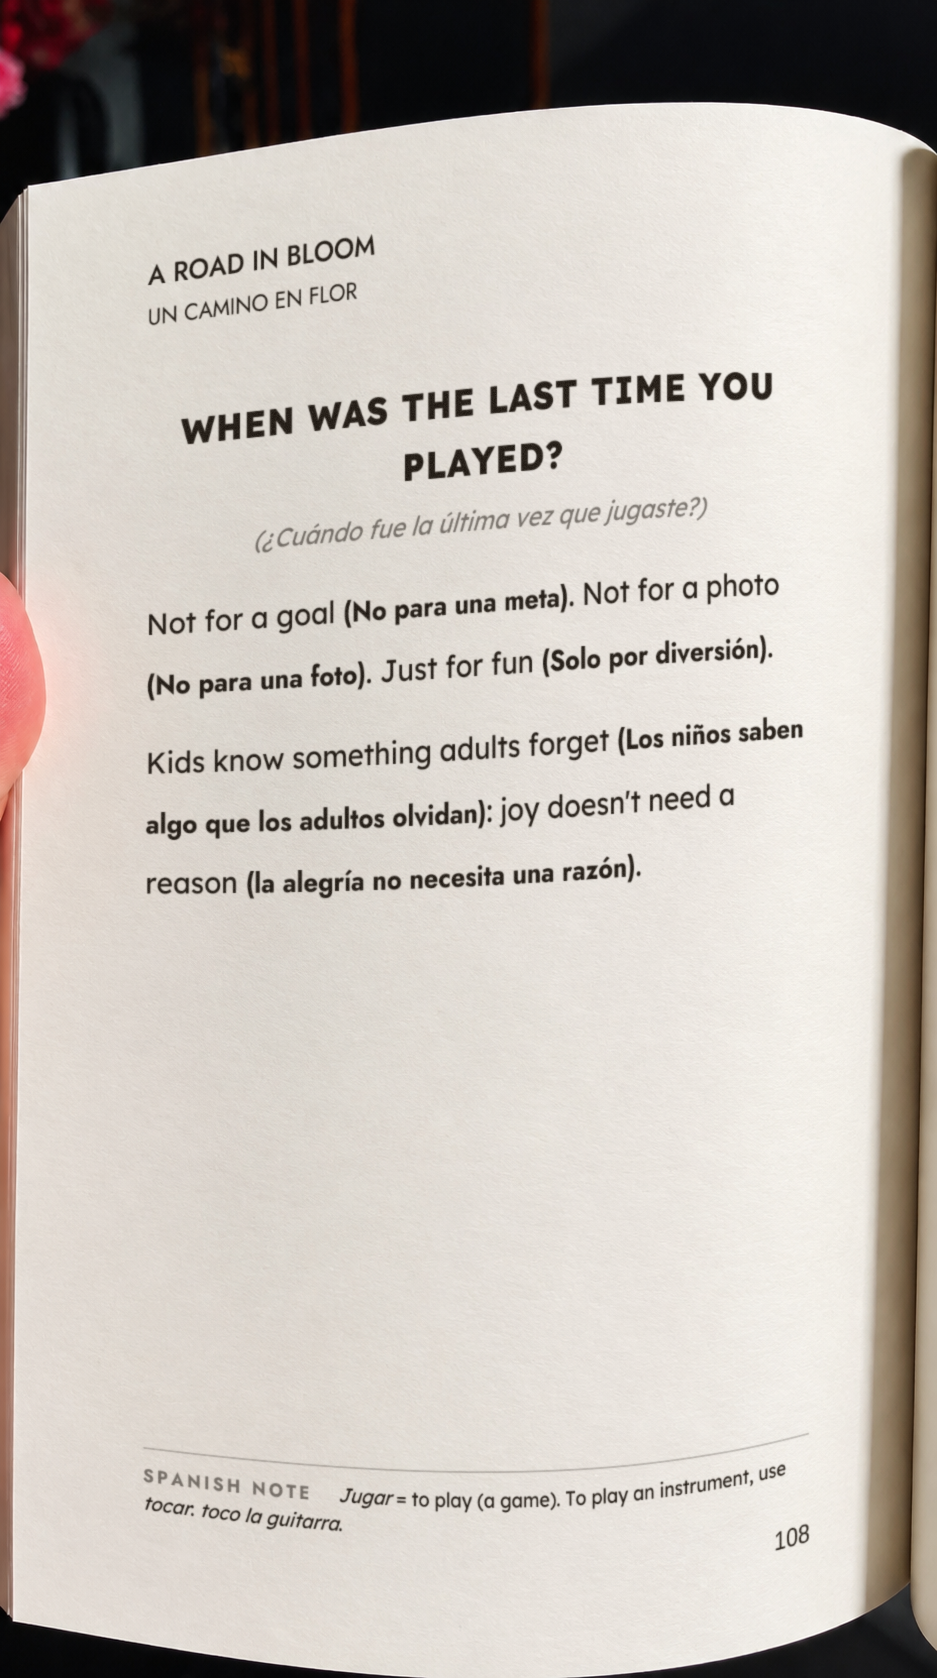 A ROAD IN BLOOM
UN CAMINO EN FLOR
WHEN WAS THE LAST TIME YOU
PLAYED?
(¿Cuándo fue la última vez que jugaste?)
Not for a goal (No para una meta). Not for a photo
(No para una foto). Just for fun (Solo por diversión).
Kids know something adults forget (Los niños saben
algo que los adultos olvidan): joy doesn't need a
reason (la alegría no necesita una razón).
SPANISH NOTE Jugar = to play (a game). To play an instrument, use
tocar. toco la guitarra.
108